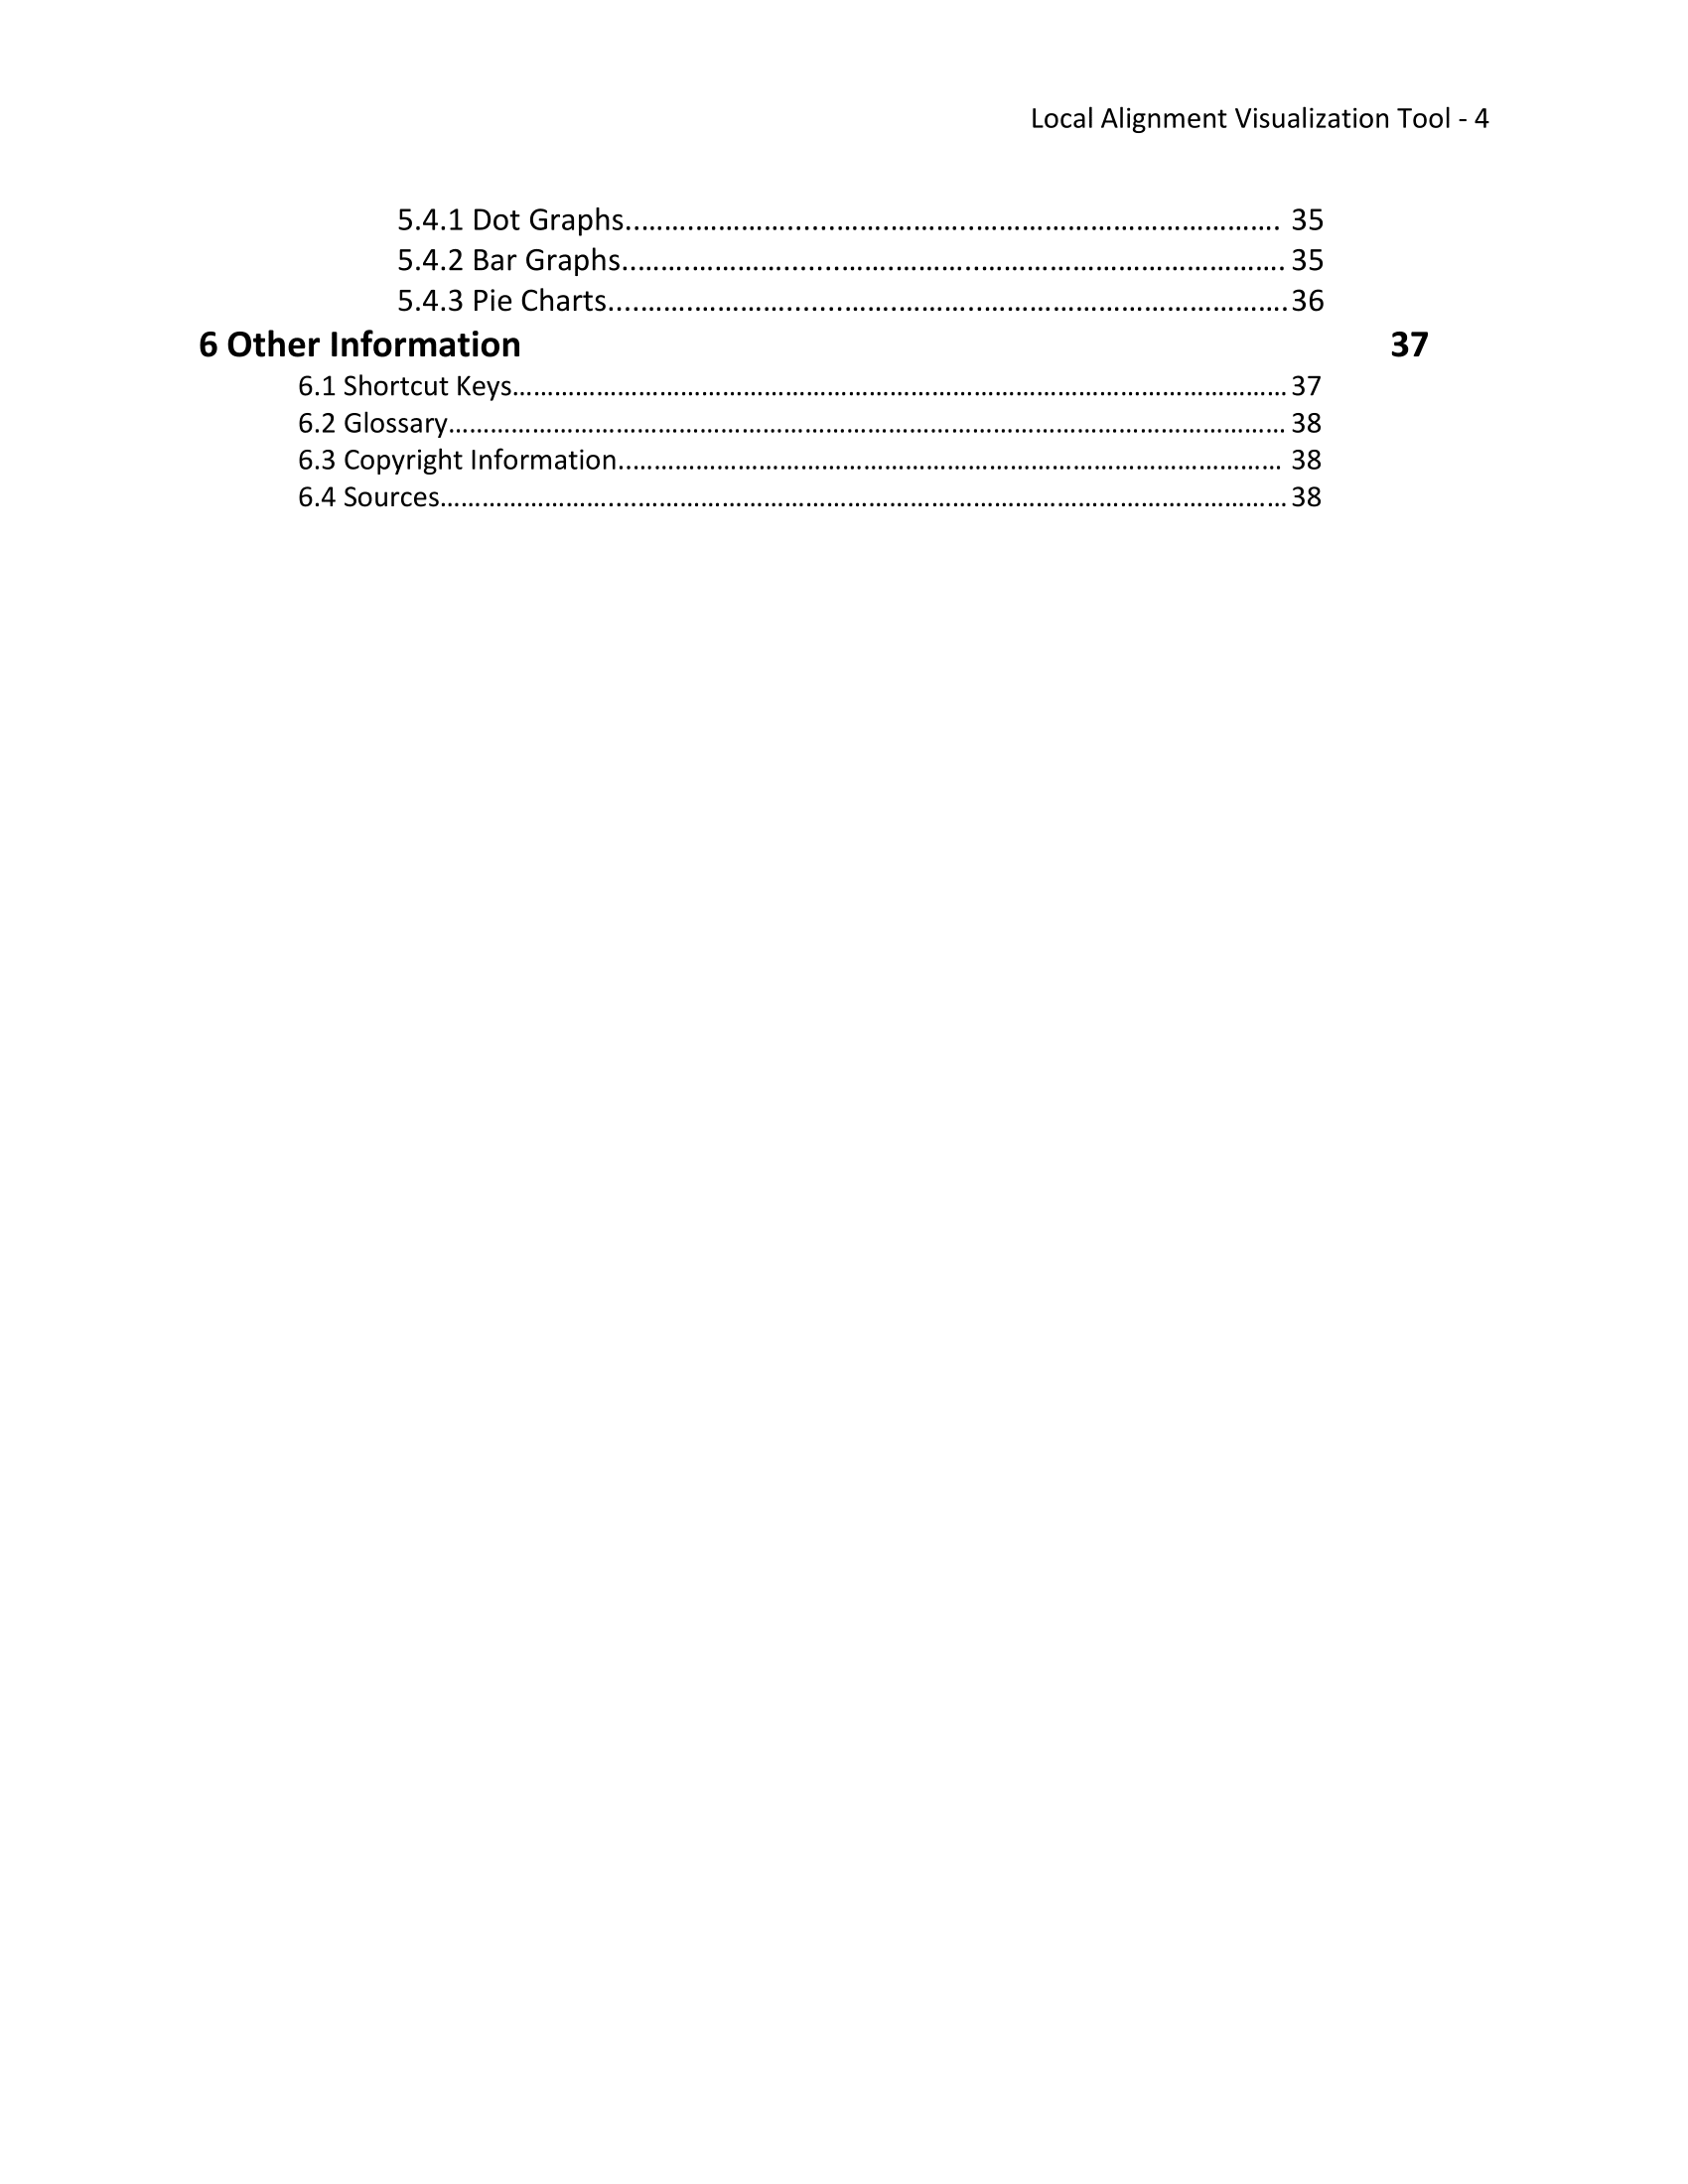 Local Alignment Visualization Tool - 4
5.4.1 Dot Graphs.................................................................................. 35
5.4.2 Bar Graphs.................................................................................. 35
5.4.3 Pie Charts.................................................................................. 36
6 Other Information 37
6.1 Shortcut Keys.................................................................................. 37
6.2 Glossary.................................................................................. 38
6.3 Copyright Information.................................................................................. 38
6.4 Sources.................................................................................. 38